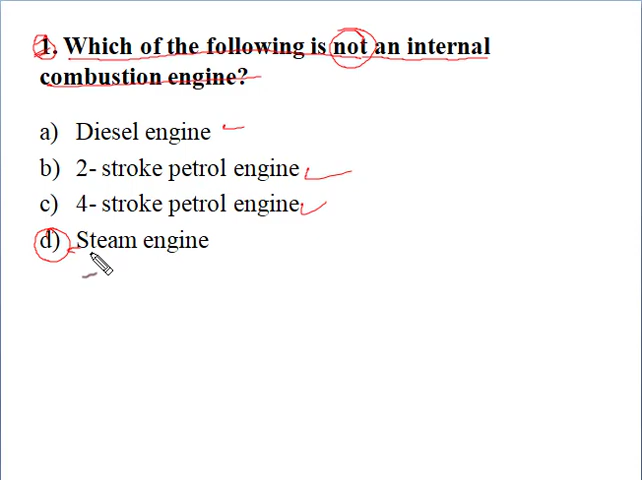 1. Which of the following is not an internal
combustion engine?
a) Diesel engine
b) 2- stroke petrol engine
c) 4- stroke petrol engine
d) Steam engine